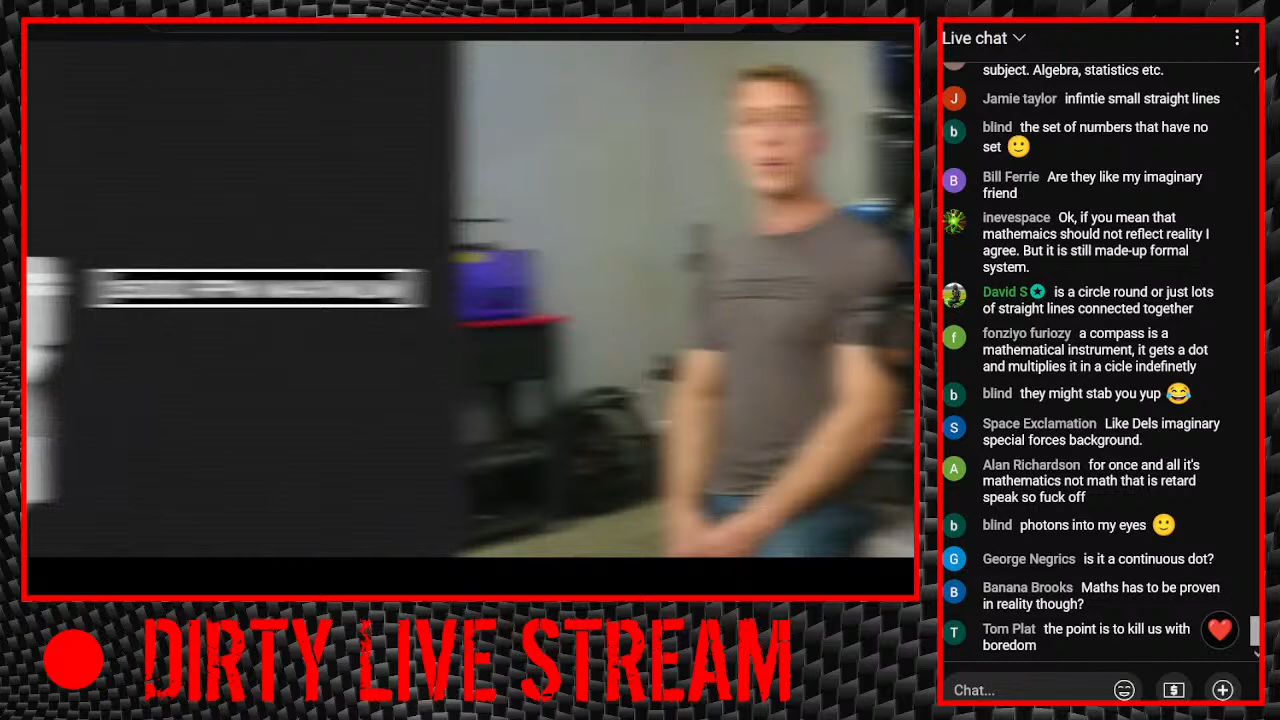 Live chat
subject. Algebra, statistics etc.
J Jamie taylor infintie small straight lines
b blind the set of numbers that have no
set 🙂
B Bill Ferrie Are they like my imaginary
friend
inevespace Ok, if you mean that
mathemaics should not reflect reality I
agree. But it is still made-up formal
system.
David S is a circle round or just lots
of straight lines connected together
f fonziyo furiozy a compass is a
mathematical instrument, it gets a dot
and multiplies it in a cicle indefinetly
b blind they might stab you yup 😂
S Space Exclamation Like Dels imaginary
special forces background.
A Alan Richardson for once and all it's
mathematics not math that is retard
speak so fuck off
b blind photons into my eyes 🙂
G George Negrics is it a continuous dot?
B Banana Brooks Maths has to be proven
in reality though?
T Tom Plat the point is to kill us with
boredom
Chat...
DIRTY LIVE STREAM